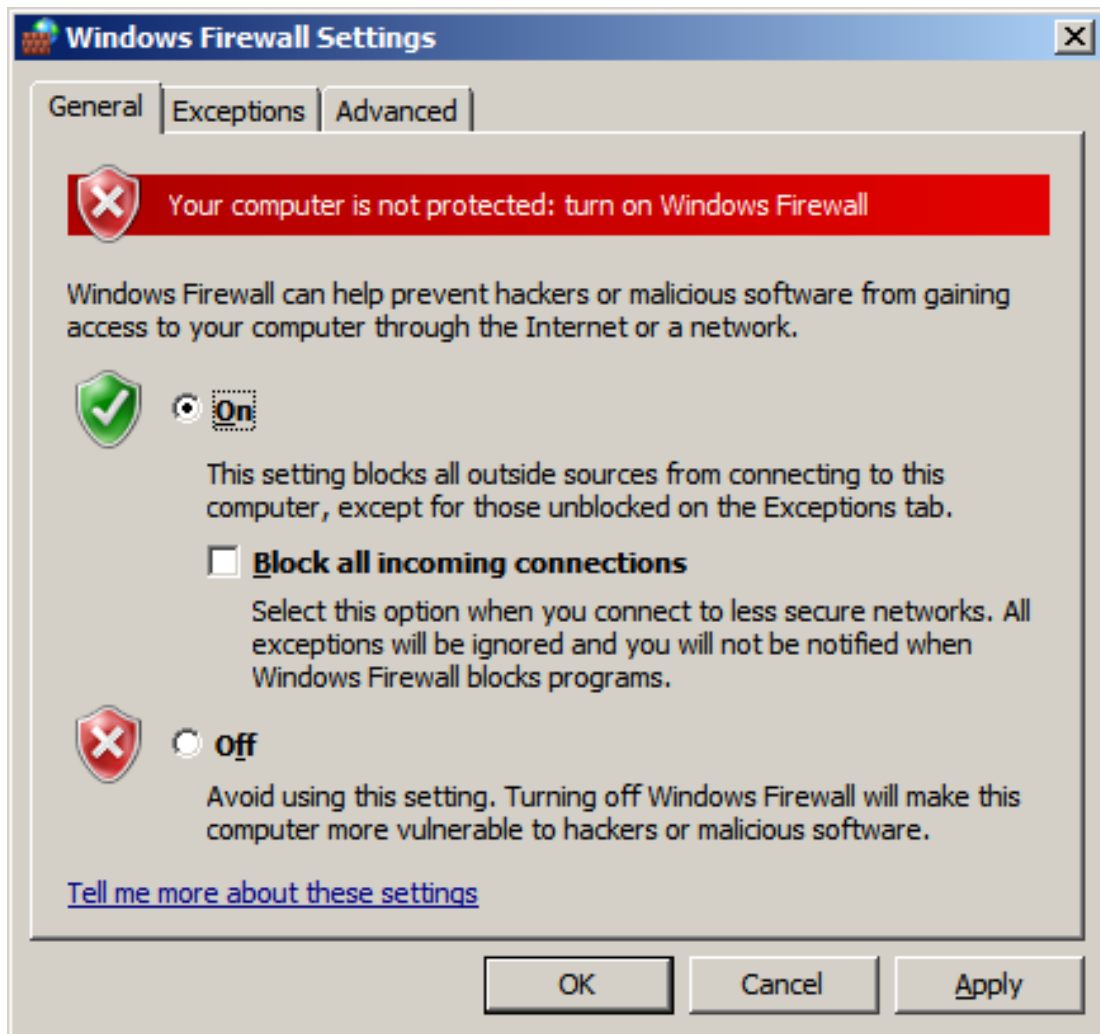 Windows Firewall Settings
General Exceptions Advanced
Your computer is not protected: turn on Windows Firewall
Windows Firewall can help prevent hackers or malicious software from gaining
access to your computer through the Internet or a network.
On
This setting blocks all outside sources from connecting to this
computer, except for those unblocked on the Exceptions tab.
Block all incoming connections
Select this option when you connect to less secure networks. All
exceptions will be ignored and you will not be notified when
Windows Firewall blocks programs.
Off
Avoid using this setting. Turning off Windows Firewall will make this
computer more vulnerable to hackers or malicious software.
Tell me more about these settings
OK Cancel Apply